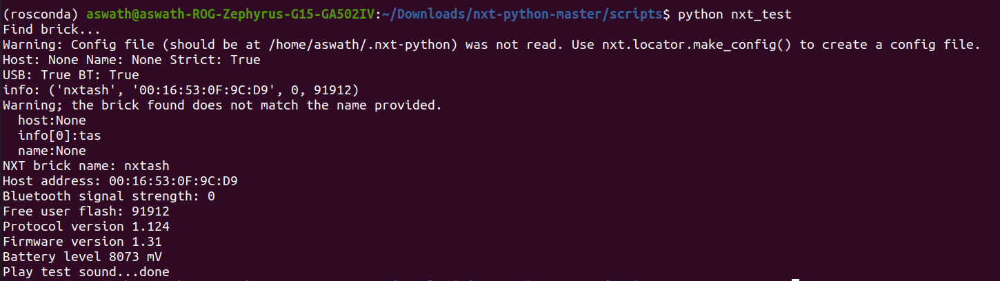 (rosconda) aswath@aswath-ROG-Zephyrus-G15-GA502IV:~/Downloads/nxt-python-master/scripts$ python nxt_test
Find brick...
Warning: Config file (should be at /home/aswath/.nxt-python) was not read. Use nxt.locator.make_config() to create a config file.
Host: None Name: None Strict: True
USB: True BT: True
info: ('nxtash', '00:16:53:0F:9C:D9', 0, 91912)
Warning; the brick found does not match the name provided.
  host:None
  info[0]:tas
  name:None
NXT brick name: nxtash
Host address: 00:16:53:0F:9C:D9
Bluetooth signal strength: 0
Free user flash: 91912
Protocol version 1.124
Firmware version 1.31
Battery level 8073 mV
Play test sound...done